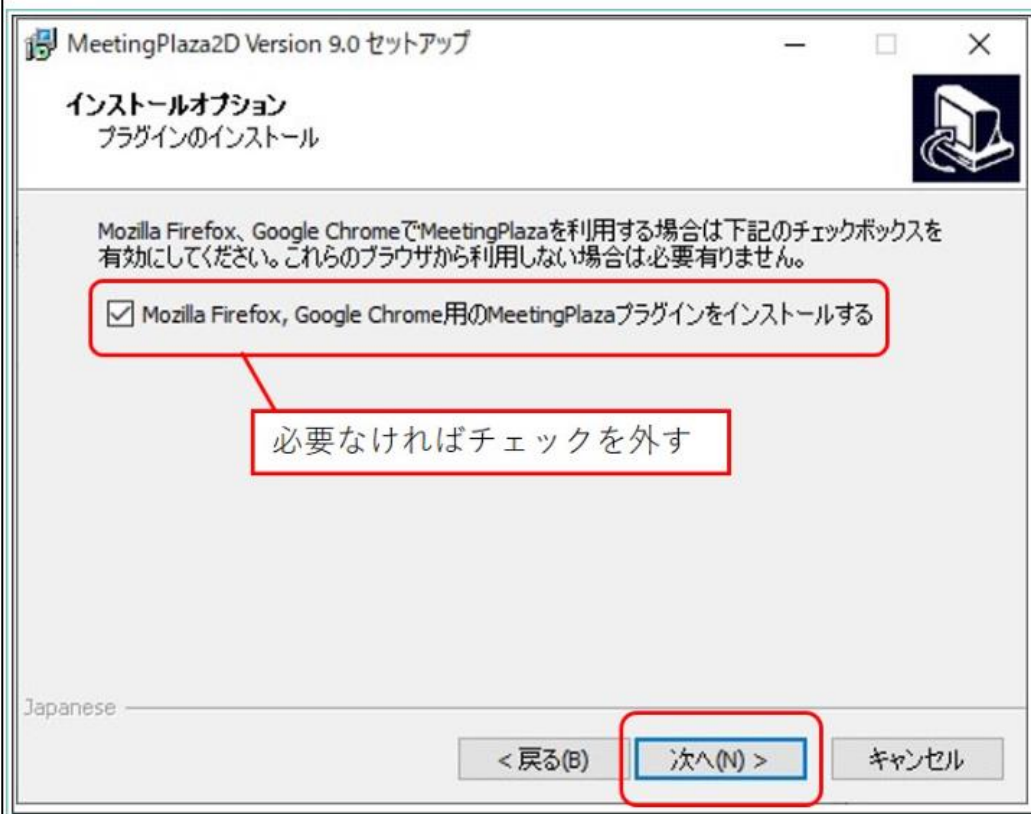 MeetingPlaza2D Version 9.0 セットアップ
インストールオプション
プラグインのインストール
Mozilla Firefox、Google ChromeでMeetingPlazaを利用する場合は下記のチェックボックスを
有効にしてください。これらのブラウザから利用しない場合は必要有りません。
Mozilla Firefox, Google Chrome用のMeetingPlazaプラグインをインストールする
必要なければチェックを外す
Japanese
< 戻る(B)
次へ(N) >
キャンセル